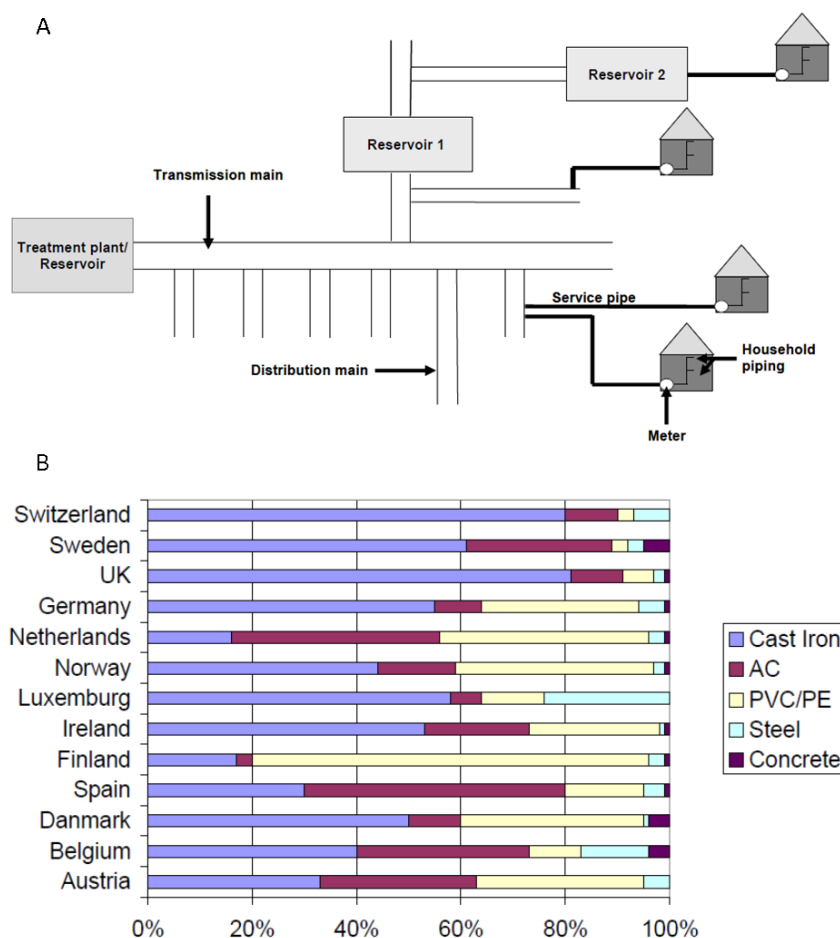 A
Reservoir 2
Reservoir 1
Transmission main
Treatment plant/
Reservoir
Service pipe
Distribution main
Household
piping
Meter
B
Switzerland
Sweden
UK
Germany
Netherlands
Norway
Luxemburg
Ireland
Finland
Spain
Danmark
Belgium
Austria
0% 20% 40% 60% 80% 100%
Cast Iron
AC
PVC/PE
Steel
Concrete